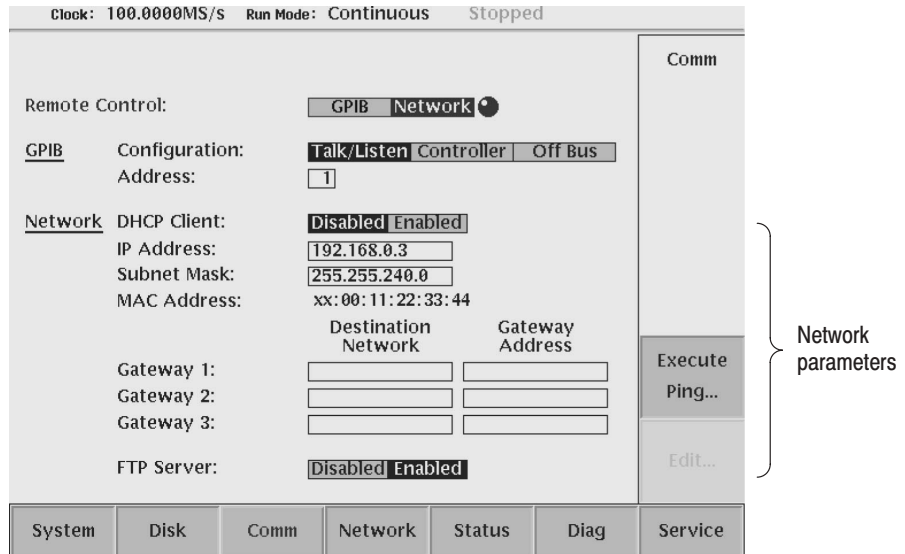 Clock: 100.0000MS/s Run Mode: Continuous Stopped
Comm
Remote Control: GPIB Network
GPIB Configuration: Talk/Listen Controller Off Bus
Address: 1
Network DHCP Client: Disabled Enabled
IP Address: 192.168.0.3
Subnet Mask: 255.255.240.0
MAC Address: xx:00:11:22:33:44
Destination Network Gateway Address
Gateway 1:
Gateway 2:
Gateway 3:
FTP Server: Disabled Enabled
Execute
Ping...
Edit...
Network
parameters
System Disk Comm Network Status Diag Service